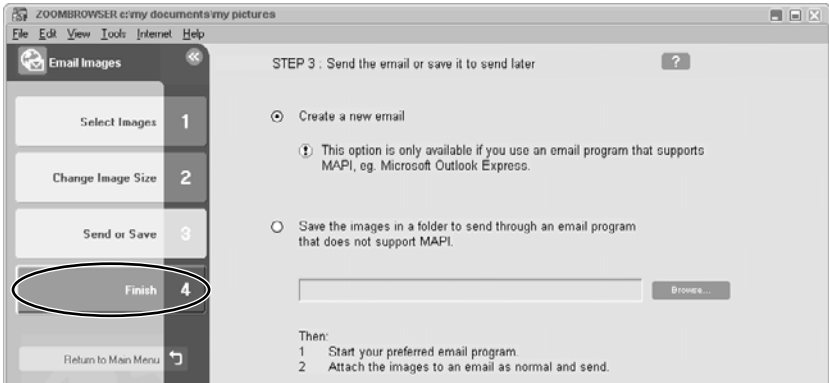 ZOOMBROWSER c:\my documents\my pictures
File Edit View Tools Internet Help
Email Images
STEP 3 : Send the email or save it to send later
?
Select Images 1
Change Image Size 2
Send or Save 3
Finish 4
Return to Main Menu
Create a new email
This option is only available if you use an email program that supports
MAPI, eg. Microsoft Outlook Express.
Save the images in a folder to send through an email program
that does not support MAPI.
Browse...
Then:
1 Start your preferred email program.
2 Attach the images to an email as normal and send.